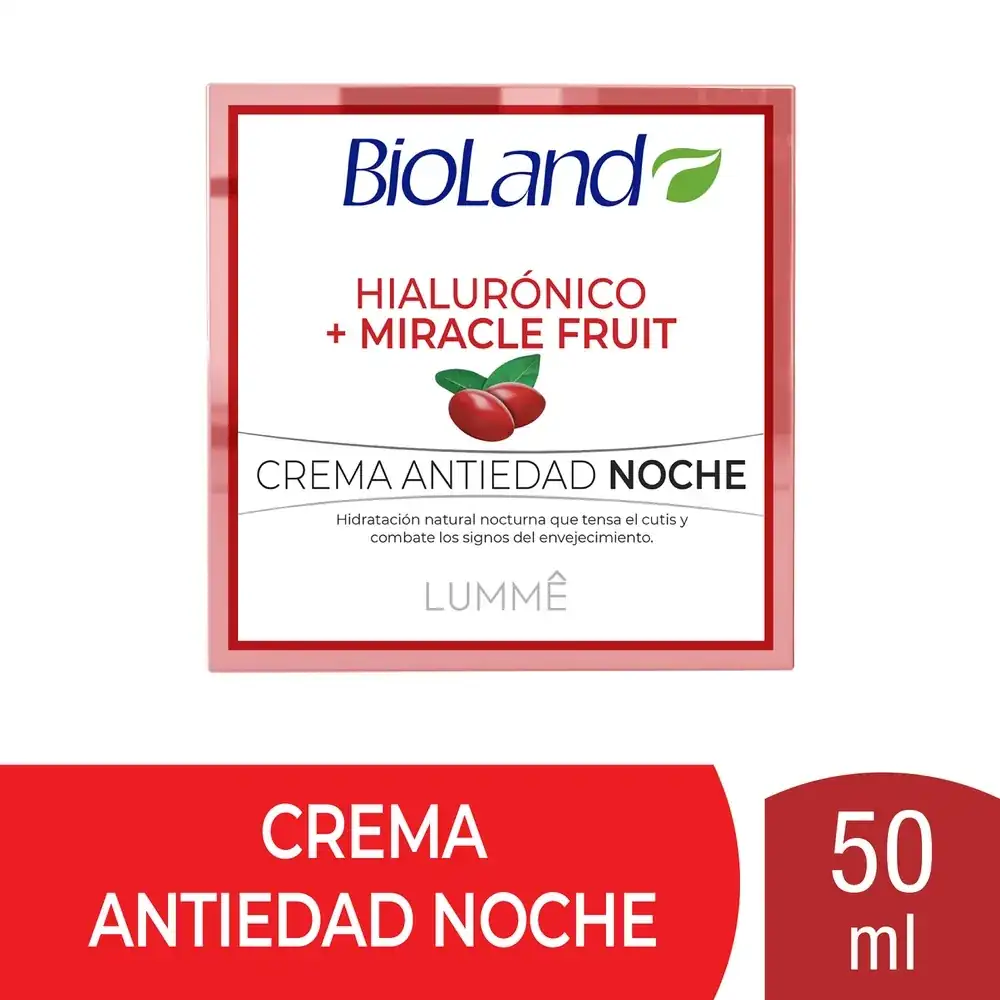 BioLand
HIALURÓNICO
+ MIRACLE FRUIT
CREMA ANTIEDAD NOCHE
Hidratación natural nocturna que tensa el cutis y
combate los signos del envejecimiento.
LUMMÊ
CREMA
ANTIEDAD NOCHE
50
ml